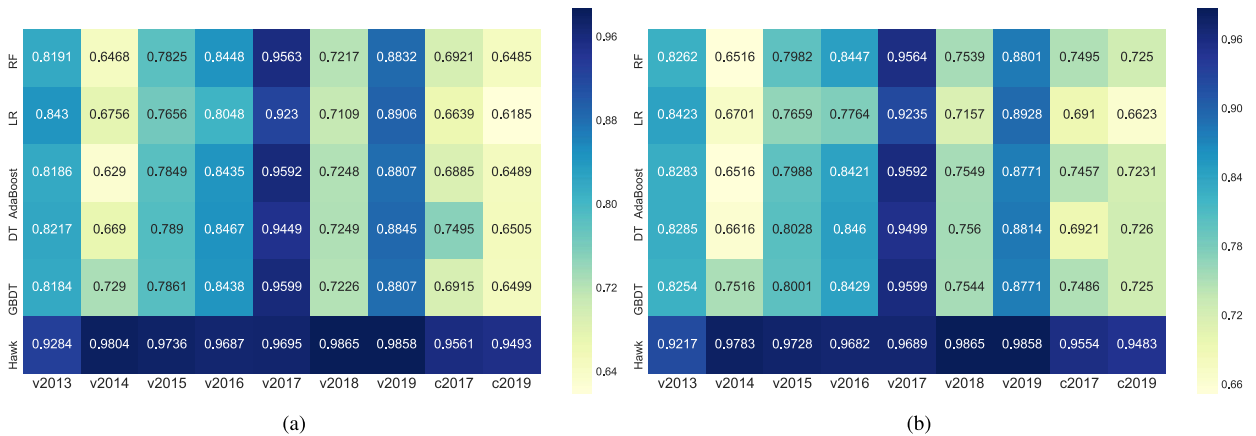 RF 0.8191 0.6468 0.7825 0.8448 0.9563 0.7217 0.8832 0.6921 0.6485
LR 0.843 0.6756 0.7656 0.8048 0.923 0.7109 0.8906 0.6639 0.6185
AdaBoost 0.8186 0.629 0.7849 0.8435 0.9592 0.7248 0.8807 0.6885 0.6489
DT 0.8217 0.669 0.789 0.8467 0.9449 0.7249 0.8845 0.7495 0.6505
GBDT 0.8184 0.729 0.7861 0.8438 0.9599 0.7226 0.8807 0.6915 0.6499
Hawk 0.9284 0.9804 0.9736 0.9687 0.9695 0.9865 0.9858 0.9561 0.9493
v2013 v2014 v2015 v2016 v2017 v2018 v2019 c2017 c2019
0.96
0.88
0.80
0.72
0.64
(a)
RF 0.8262 0.6516 0.7982 0.8447 0.9564 0.7539 0.8801 0.7495 0.725
LR 0.8423 0.6701 0.7659 0.7764 0.9235 0.7157 0.8928 0.691 0.6623
AdaBoost 0.8283 0.6516 0.7988 0.8421 0.9592 0.7549 0.8771 0.7457 0.7231
DT 0.8285 0.6616 0.8028 0.846 0.9499 0.756 0.8814 0.6921 0.726
GBDT 0.8254 0.7516 0.8001 0.8429 0.9599 0.7544 0.8771 0.7486 0.725
Hawk 0.9217 0.9783 0.9728 0.9682 0.9689 0.9865 0.9858 0.9554 0.9483
v2013 v2014 v2015 v2016 v2017 v2018 v2019 c2017 c2019
0.96
0.90
0.84
0.78
0.72
0.66
(b)